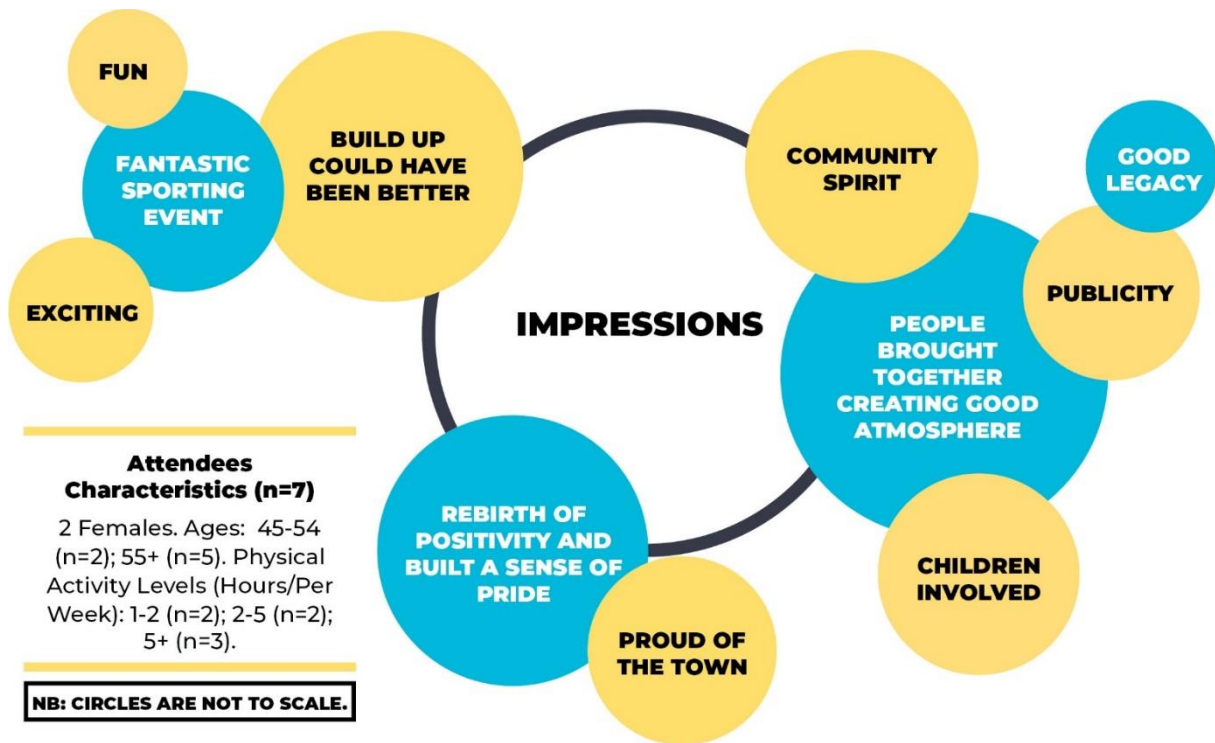 FUN
FANTASTIC
SPORTING
EVENT
EXCITING
BUILD UP
COULD HAVE
BEEN BETTER
COMMUNITY
SPIRIT
GOOD
LEGACY
PUBLICITY
IMPRESSIONS
PEOPLE
BROUGHT
TOGETHER
CREATING GOOD
ATMOSPHERE
CHILDREN
INVOLVED
REBIRTH OF
POSITIVITY AND
BUILT A SENSE OF
PRIDE
PROUD OF
THE TOWN
Attendees
Characteristics (n=7)
2 Females. Ages: 45-54
(n=2); 55+ (n=5). Physical
Activity Levels (Hours/Per
Week): 1-2 (n=2); 2-5 (n=2);
5+ (n=3).
NB: CIRCLES ARE NOT TO SCALE.